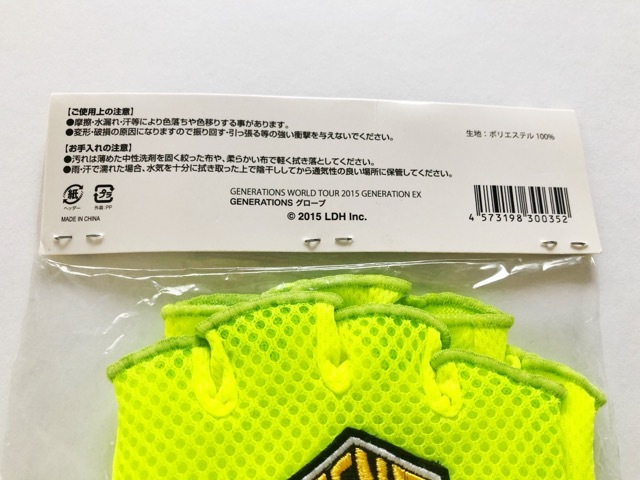 【ご使用上の注意】
●摩擦・水漏れ・汗等により色落ちや色移りする事があります。
●変形・破損の原因になりますので振り回す・引っ張る等の強い衝撃を与えないでください。
【お手入れの注意】
●汚れは薄めた中性洗剤を固く絞った布や、柔らかい布で軽く拭き落としてください。
●雨・汗で濡れた場合、水気を十分に拭き取った上で陰干ししてから通気性の良い場所に保管してください。
生地：ポリエステル 100%
紙
ヘッダー
プラ
外品：PP
MADE IN CHINA
GENERATIONS WORLD TOUR 2015 GENERATION EX
GENERATIONS グローブ
© 2015 LDH Inc.
4 573198 300352